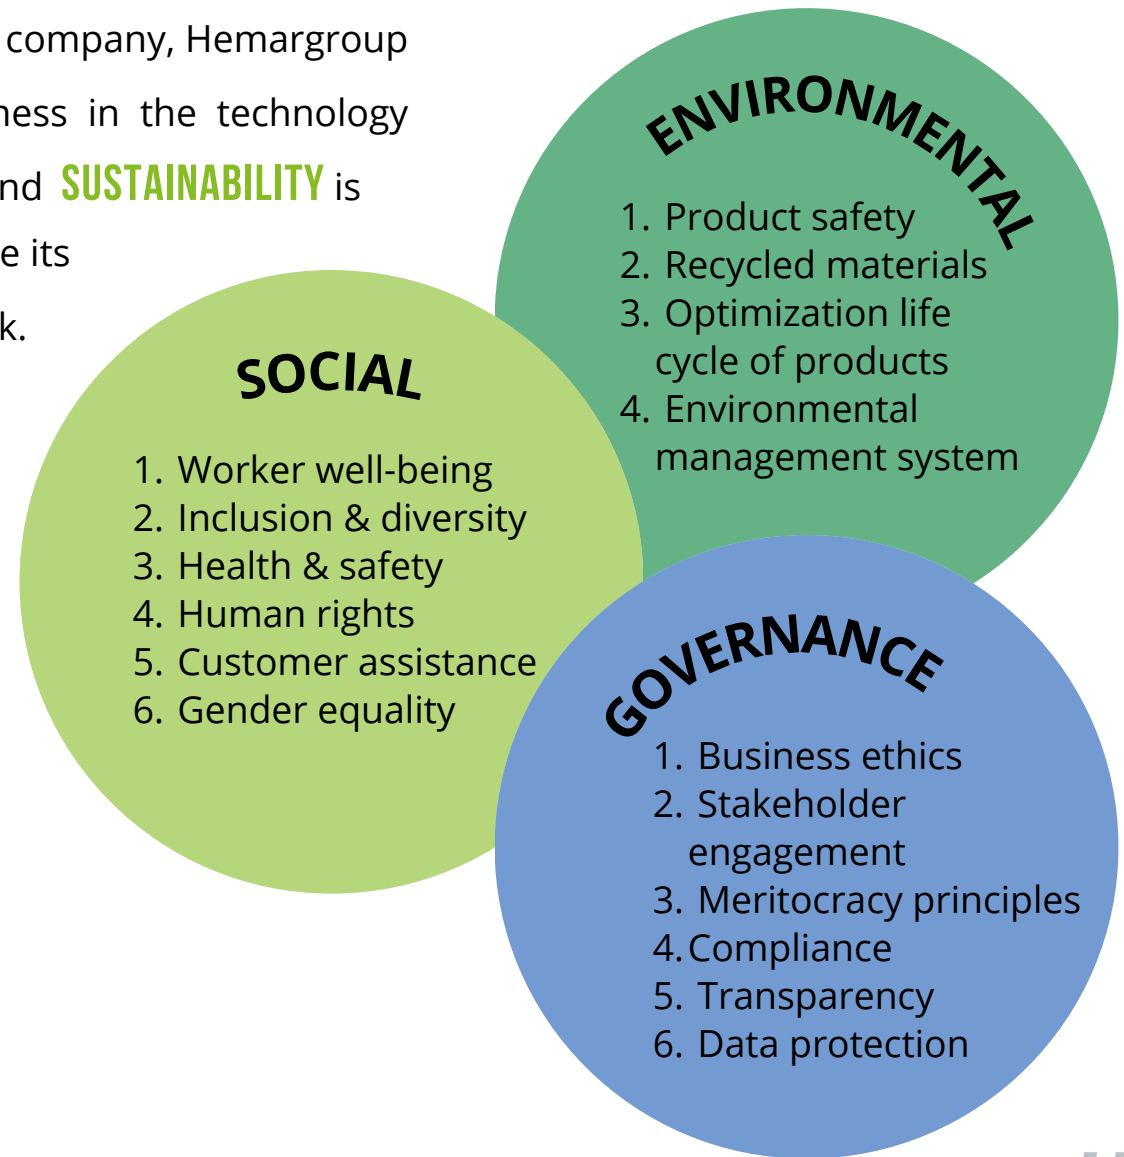 company, Hemargroup
ness in the technology
nd SUSTAINABILITY is
e its
k.
ENVIRONMENTAL
1. Product safety
2. Recycled materials
3. Optimization life
cycle of products
4. Environmental
management system
SOCIAL
1. Worker well-being
2. Inclusion & diversity
3. Health & safety
4. Human rights
5. Customer assistance
6. Gender equality
GOVERNANCE
1. Business ethics
2. Stakeholder
engagement
3. Meritocracy principles
4. Compliance
5. Transparency
6. Data protection